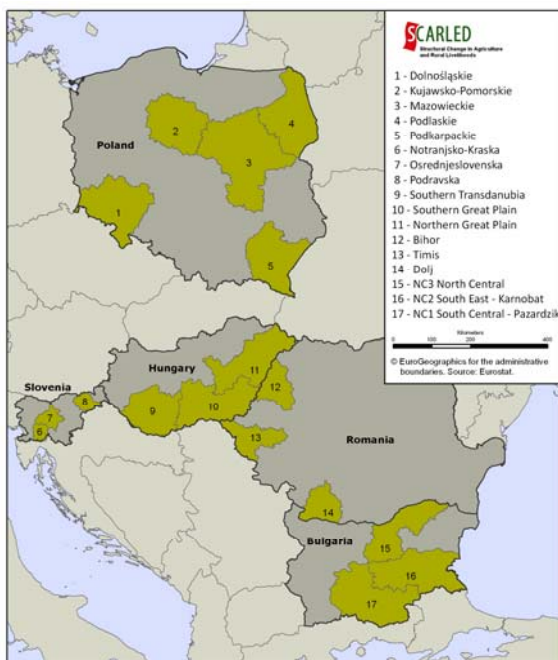 SCARLED
Structural Change in Agriculture
and Rural Livelihoods
1 - Dolnośląskie
2 - Kujawsko-Pomorskie
3 - Mazowieckie
4 - Podlaskie
5 - Podkarpackie
6 - Notranjsko-Kraska
7 - Osrednjeslovenska
8 - Podravska
9 - Southern Transdanubia
10 - Southern Great Plain
11 - Northern Great Plain
12 - Bihor
13 - Timis
14 - Dolj
15 - NC3 North Central
16 - NC2 South East - Karnobat
17 - NC1 South Central - Pazardzik
Kilometers
0 100 200 400
© EuroGeographics for the administrative
boundaries. Source: Eurostat.
Poland
1
2
3
4
5
Hungary
Slovenia
6
7
8
9
10
11
12
13
Romania
14
Bulgaria
15
16
17